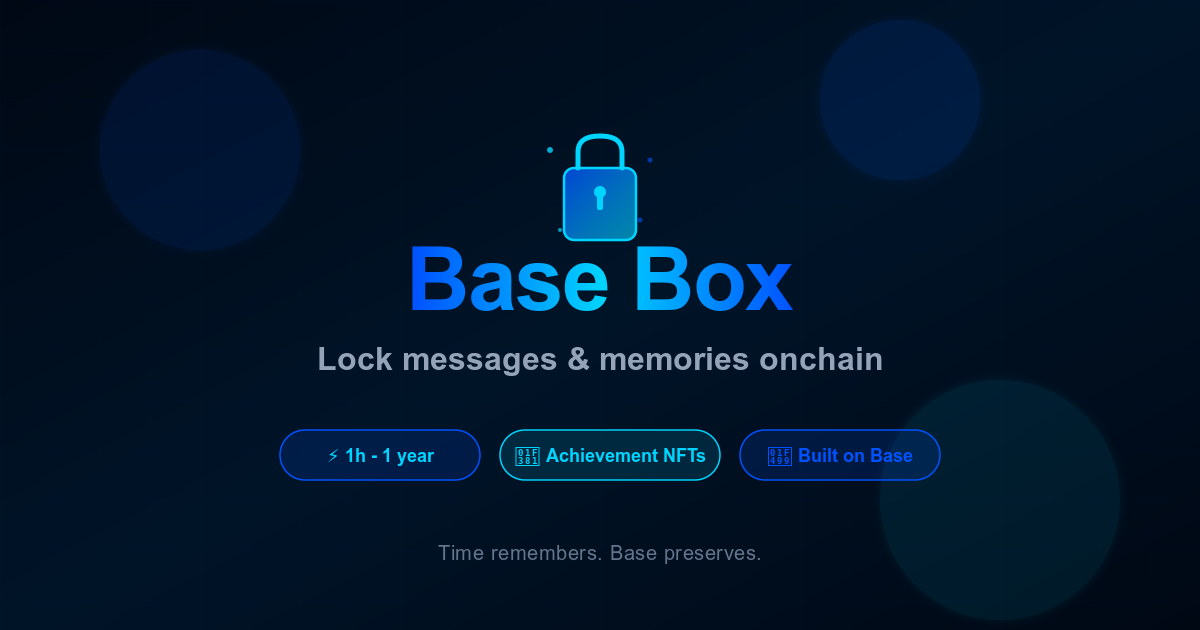 Base Box
Lock messages & memories onchain
⚡ 1h - 1 year
🎁 Achievement NFTs
💙 Built on Base
Time remembers. Base preserves.